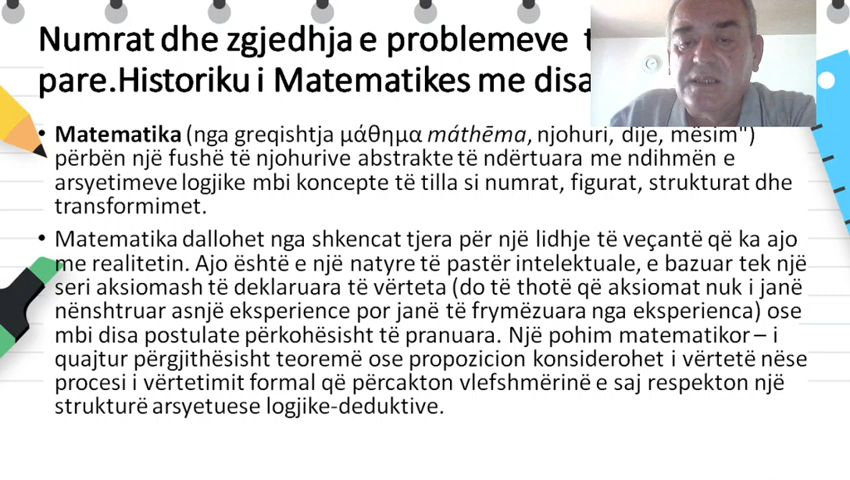 Numrat dhe zgjedhja e problemeve
pare.Historiku i Matematikes me disa
• Matematika (nga greqishtja μάθημα máthēma, njohuri, dije, mësim")
përbën një fushë të njohurive abstrakte të ndërtuara me ndihmën e
arsyetimeve logjike mbi koncepte të tilla si numrat, figurat, strukturat dhe
transformimet.
• Matematika dallohet nga shkencat tjera për një lidhje të veçantë që ka ajo
me realitetin. Ajo është e një natyre të pastër intelektuale, e bazuar tek një
seri aksiomash të deklaruara të vërteta (do të thotë që aksiomat nuk i janë
nënshtruar asnjë eksperience por janë të frymëzuara nga eksperienca) ose
mbi disa postulate përkohësisht të pranuara. Një pohim matematikor – i
quajtur përgjithësisht teoremë ose propozicion konsiderohet i vërtetë nëse
procesi i vërtetimit formal që përcakton vlefshmërinë e saj respekton një
strukturë arsyetuese logjike-deduktive.